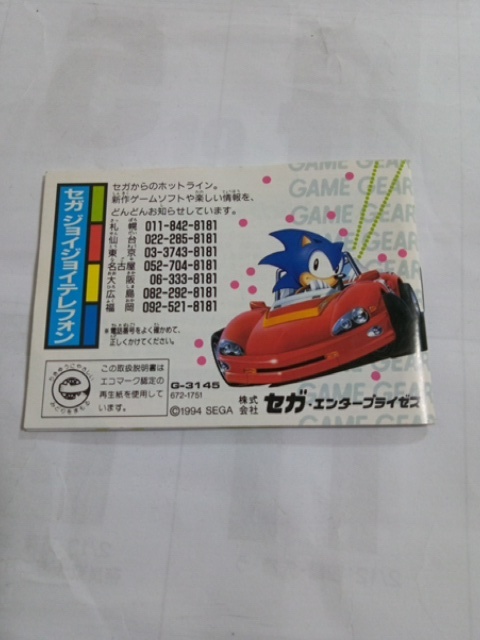 セガ ジョイジョイテレフォン
セガからのホットライン。
新作ゲームソフトや楽しい情報を、
どんどんお知らせしています。
札幌 011-842-8181
仙台 022-285-8181
東京 03-3743-8181
名古屋 052-704-8181
大阪 06-333-8181
広島 082-292-8181
福岡 092-521-8181
※電話番号をよく確かめて、
正しくかけてください。
この取扱説明書は
エコマーク認定の
再生紙を使用して
います。
G-3145
672-1751
©1994 SEGA
株式会社 セガ・エンタープライゼス
GAME GEAR
GAME GEAR
GAME GEAR